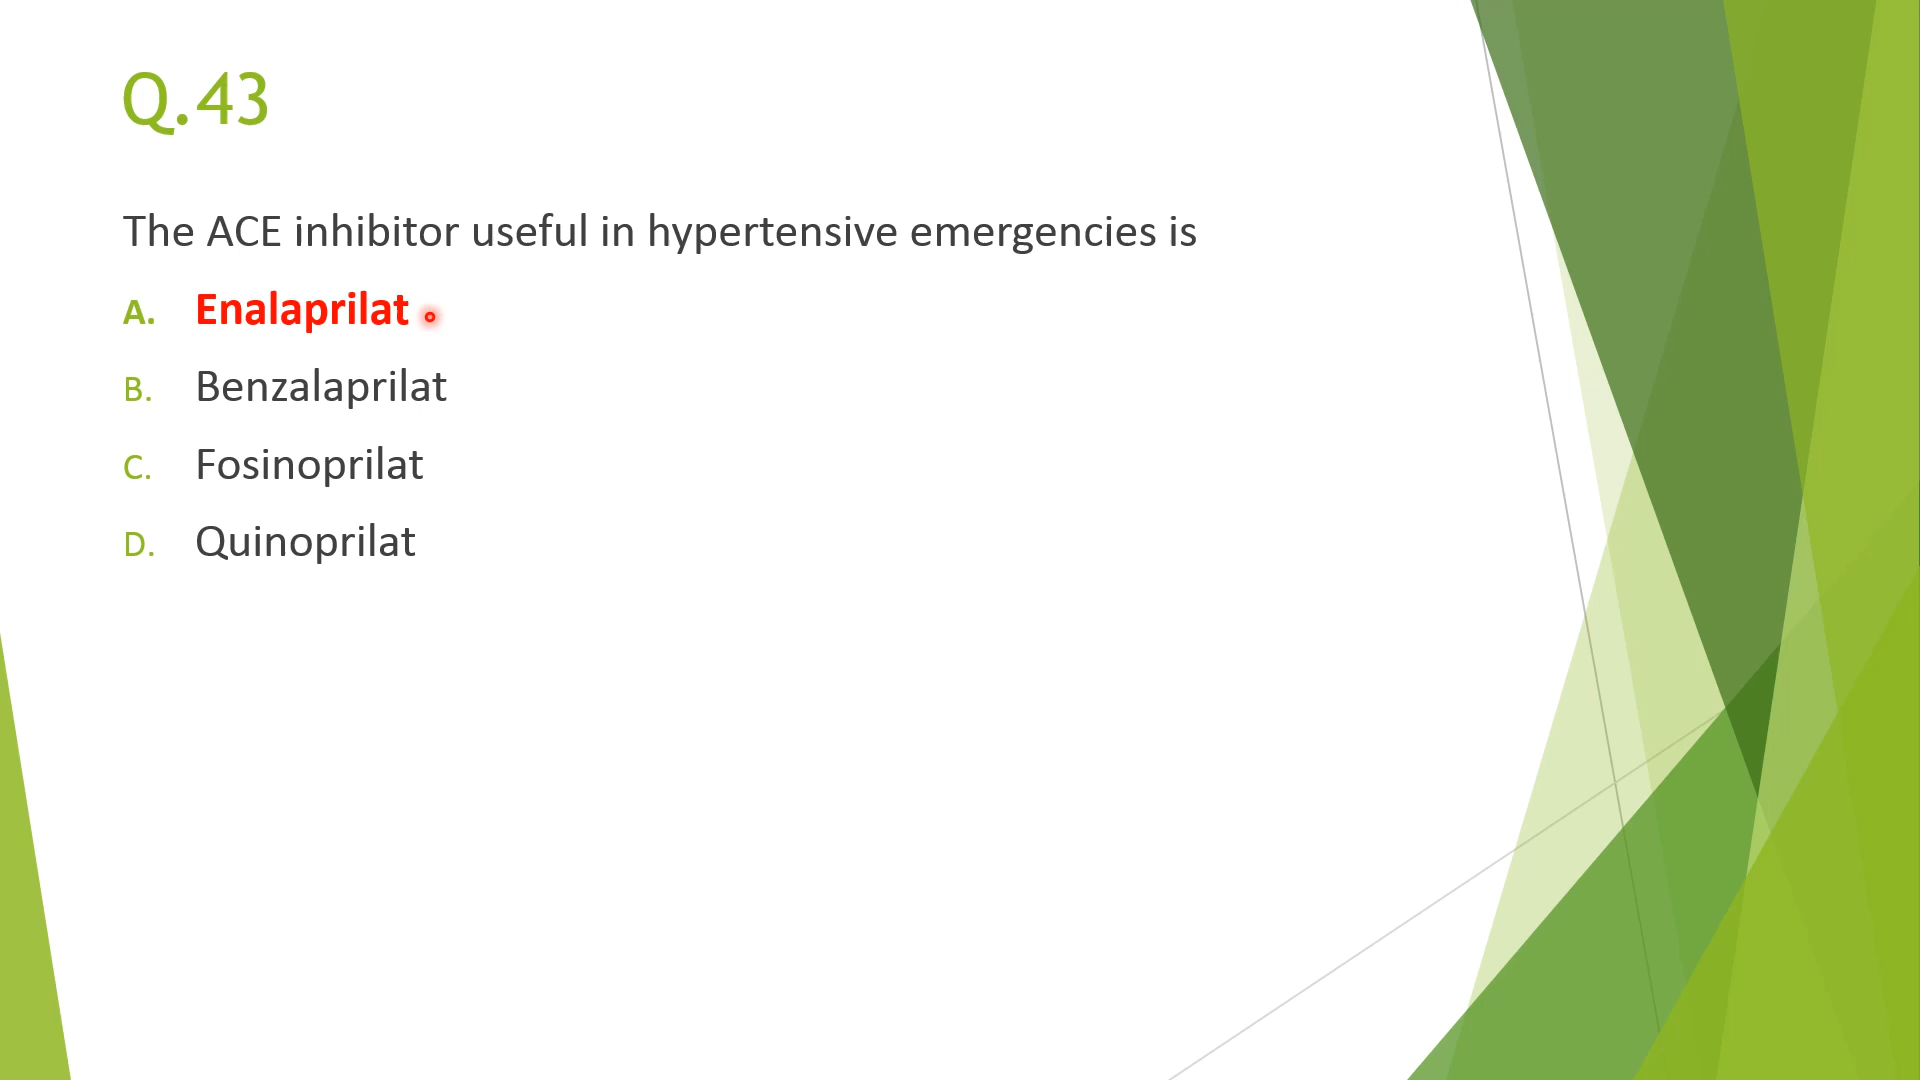 Q.43
The ACE inhibitor useful in hypertensive emergencies is
A. Enalaprilat
B. Benzalaprilat
C. Fosinoprilat
D. Quinoprilat